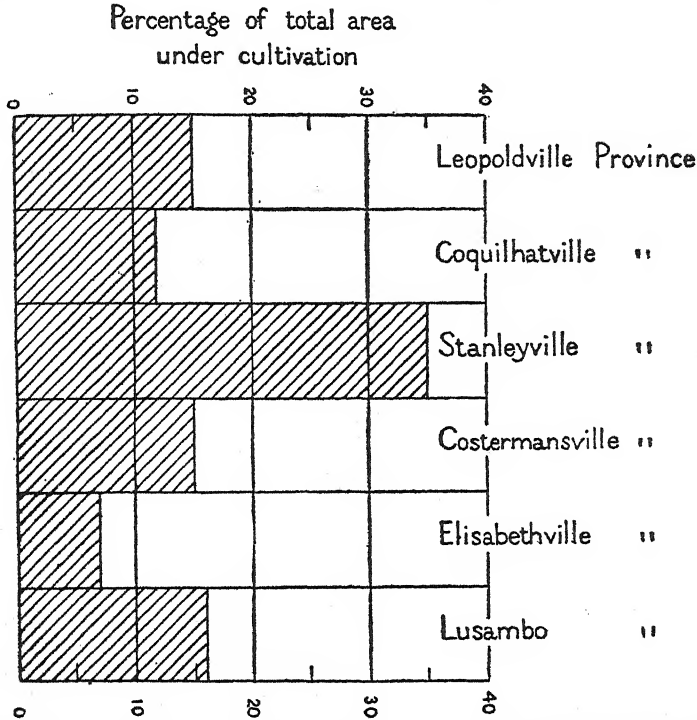 Percentage of total area
under cultivation
0 10 20 30 40
Leopoldville Province
Coquilhatville "
Stanleyville "
Costermansville "
Elisabethville "
Lusambo "
0 10 20 30 40